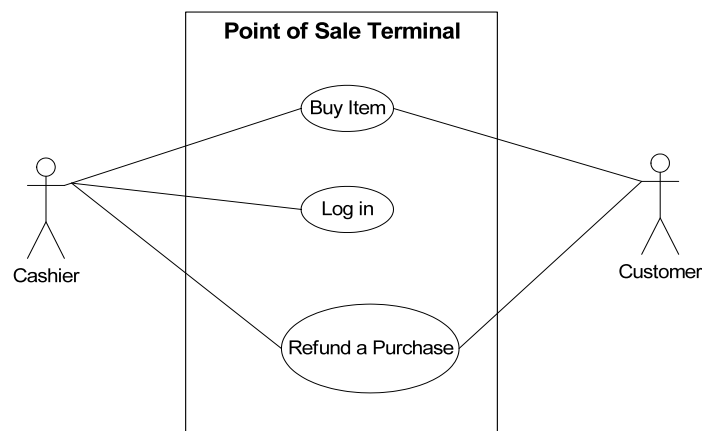 Point of Sale Terminal
Buy Item
Log in
Cashier
Customer
Refund a Purchase